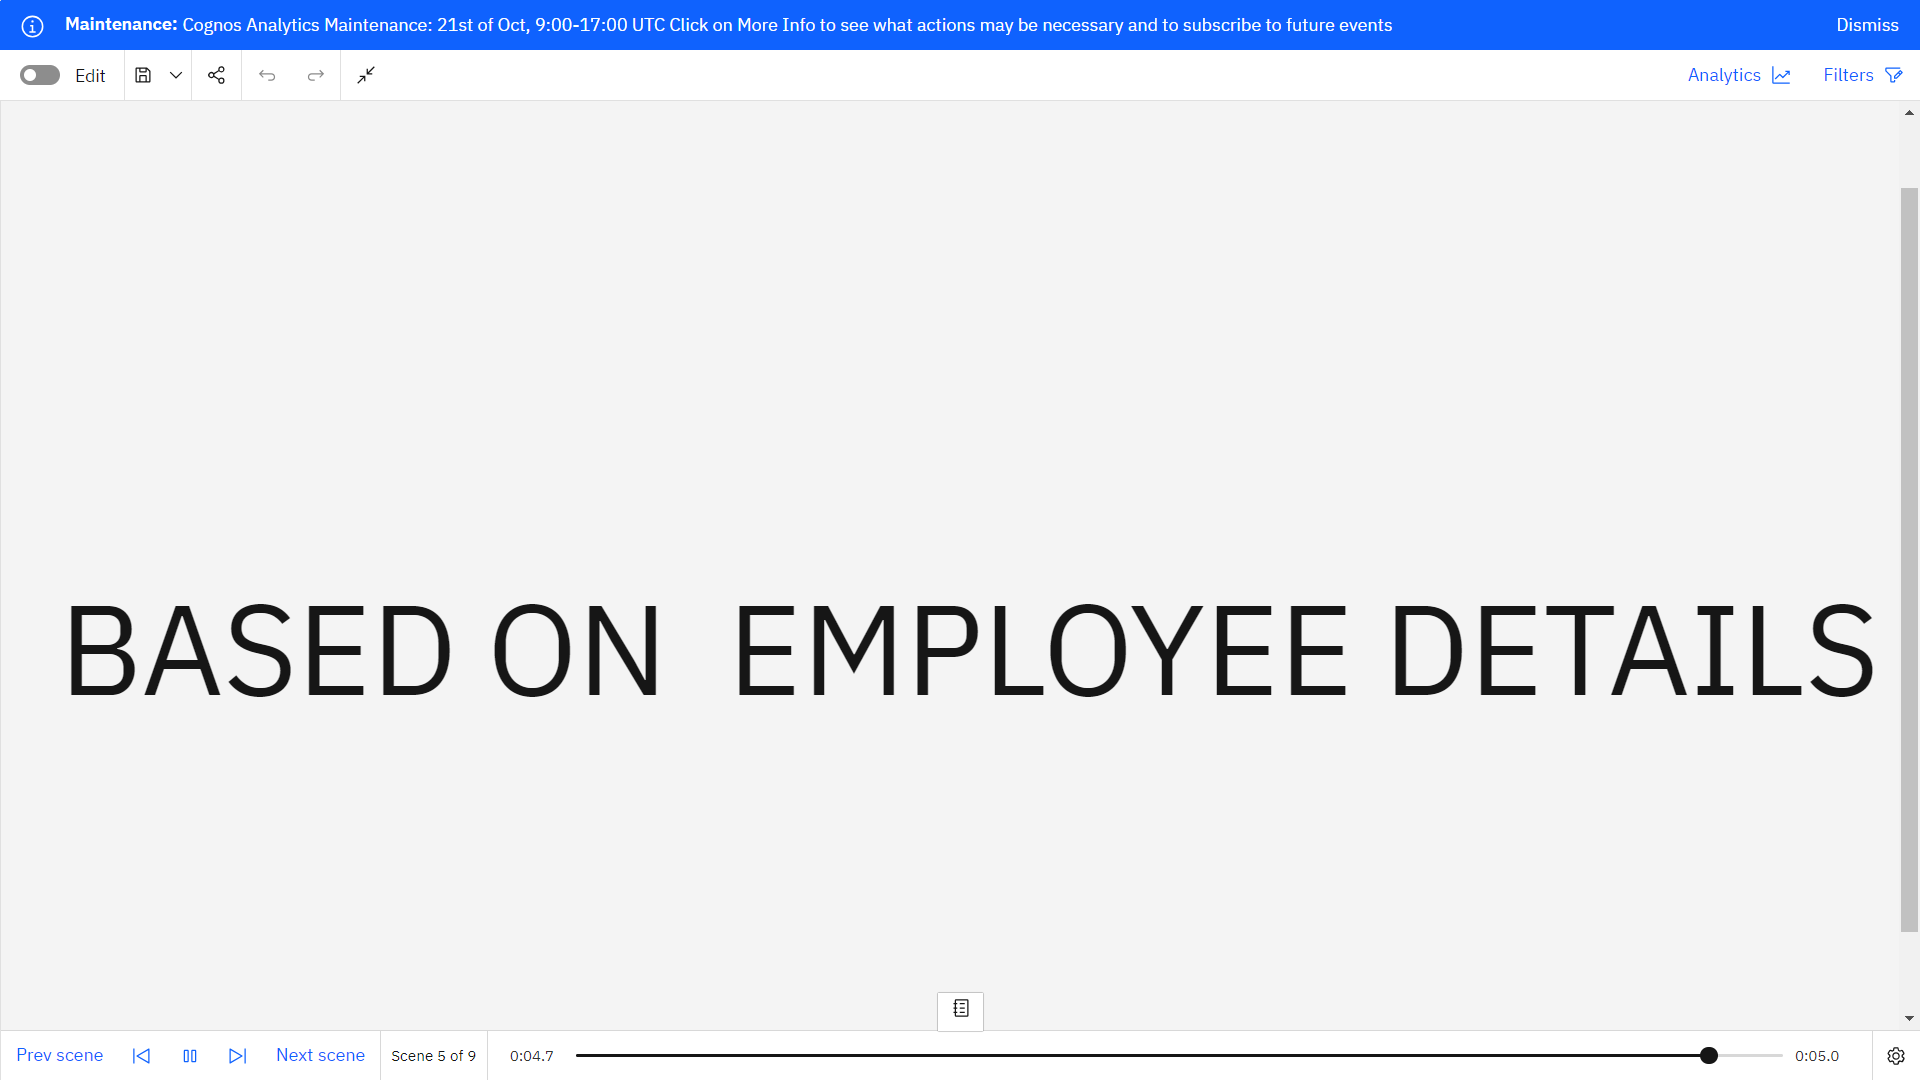 Maintenance: Cognos Analytics Maintenance: 21st of Oct, 9:00-17:00 UTC Click on More Info to see what actions may be necessary and to subscribe to future events
Dismiss
Edit
Analytics
Filters
BASED ON  EMPLOYEE DETAILS
Prev scene
Next scene
Scene 5 of 9
0:04.7
0:05.0